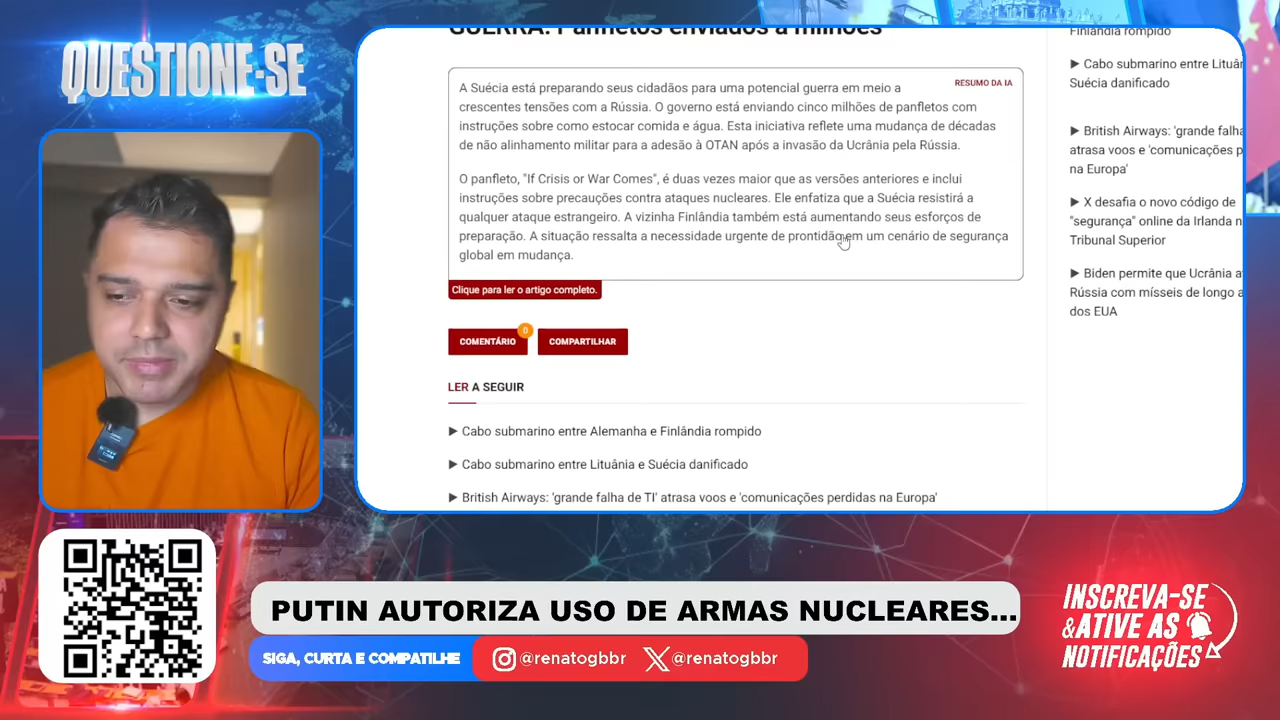 QUESTIONE-SE
GUERRA: Panfletos enviados a milhões
RESUMO DA IA
A Suécia está preparando seus cidadãos para uma potencial guerra em meio a
crescentes tensões com a Rússia. O governo está enviando cinco milhões de panfletos com
instruções sobre como estocar comida e água. Esta iniciativa reflete uma mudança de décadas
de não alinhamento militar para a adesão à OTAN após a invasão da Ucrânia pela Rússia.
O panfleto, "If Crisis or War Comes", é duas vezes maior que as versões anteriores e inclui
instruções sobre precauções contra ataques nucleares. Ele enfatiza que a Suécia resistirá a
qualquer ataque estrangeiro. A vizinha Finlândia também está aumentando seus esforços de
preparação. A situação ressalta a necessidade urgente de prontidão em um cenário de segurança
global em mudança.
Clique para ler o artigo completo.
COMENTÁRIO
0
COMPARTILHAR
LER A SEGUIR
▶ Cabo submarino entre Alemanha e Finlândia rompido
▶ Cabo submarino entre Lituânia e Suécia danificado
▶ British Airways: 'grande falha de TI' atrasa voos e 'comunicações perdidas na Europa'
Finlândia rompido
▶ Cabo submarino entre Lituân
Suécia danificado
▶ British Airways: 'grande falha
atrasa voos e 'comunicações p
na Europa'
▶ X desafia o novo código de
"segurança" online da Irlanda n
Tribunal Superior
▶ Biden permite que Ucrânia a
Rússia com mísseis de longo a
dos EUA
PUTIN AUTORIZA USO DE ARMAS NUCLEARES...
SIGA, CURTA E COMPATILHE
@renatogbbr
@renatogbbr
INSCREVA-SE
&ATIVE AS
NOTIFICAÇÕES